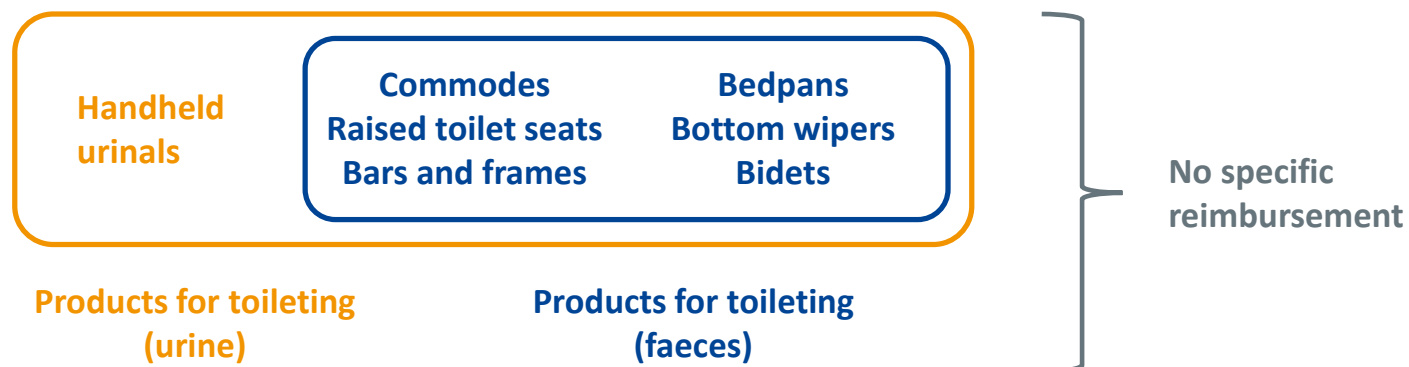 Handheld
urinals
Commodes
Raised toilet seats
Bars and frames
Bedpans
Bottom wipers
Bidets
No specific
reimbursement
Products for toileting
(urine)
Products for toileting
(faeces)